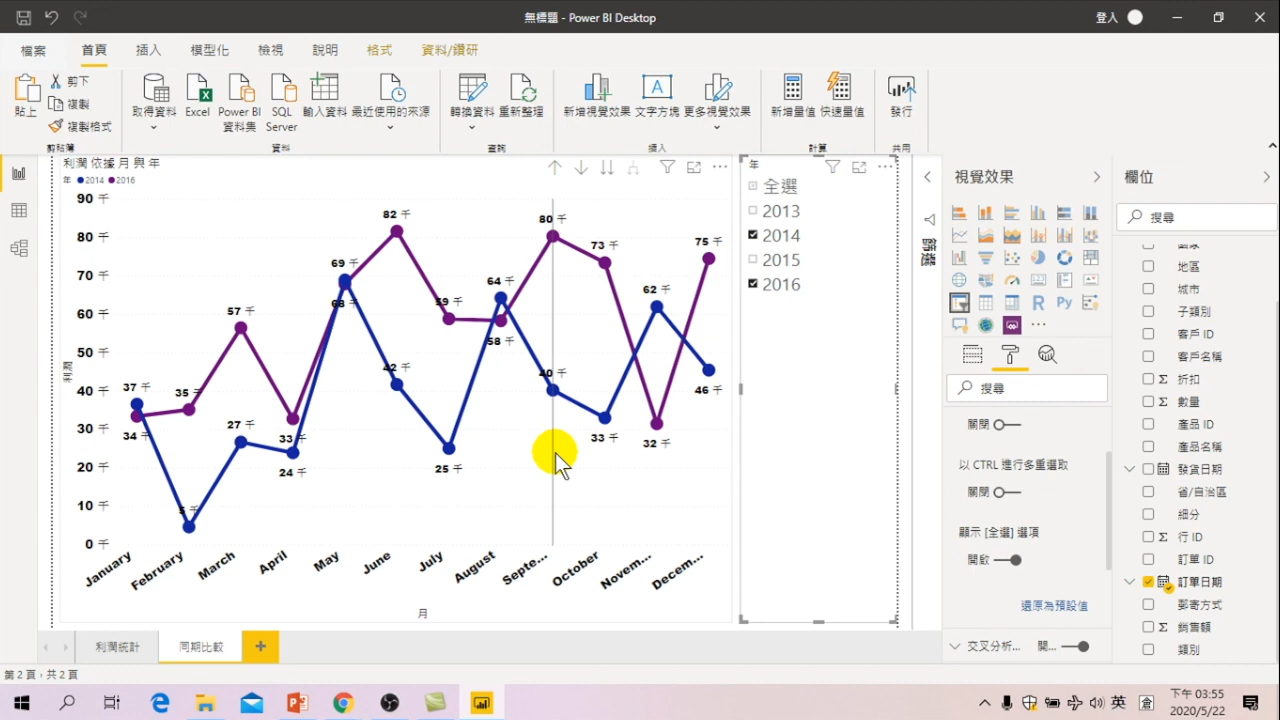 無標題 - Power BI Desktop
登入
檔案
首頁
插入
模型化
檢視
說明
格式
資料/鑽研
貼上
剪下
複製
複製格式
剪貼簿
取得資料
Excel
Power BI 資料集
SQL Server
輸入資料
最近使用的來源
資料
轉換資料
重新整理
查詢
新增視覺效果
文字方塊
更多視覺效果
插入
新增量值
快速量值
計算
發行
共用
利潤 依據 月 與 年
年 2014 2016
90 千
80 千
70 千
60 千
50 千
40 千
30 千
20 千
10 千
0 千
利潤
37 千
34 千
35 千
5 千
57 千
27 千
33 千
24 千
69 千
68 千
82 千
42 千
59 千
25 千
64 千
58 千
80 千
40 千
73 千
33 千
62 千
32 千
75 千
46 千
January
February
March
April
May
June
July
August
Septe...
October
Novem...
Decem...
月
年
全選
2013
2014
2015
2016
篩選
視覺效果
R
Py
搜尋
關閉
以 CTRL 進行多重選取
關閉
顯示 [全選] 選項
開啟
還原為預設值
交叉分析...
開...
欄位
搜尋
國家
地區
城市
子類別
客戶 ID
客戶名稱
折扣
數量
產品 ID
產品名稱
發貨日期
省/自治區
細分
行 ID
訂單 ID
訂單日期
郵寄方式
銷售額
類別
利潤統計
同期比較
第 2 頁，共 2 頁
英
下午 03:55
2020/5/22